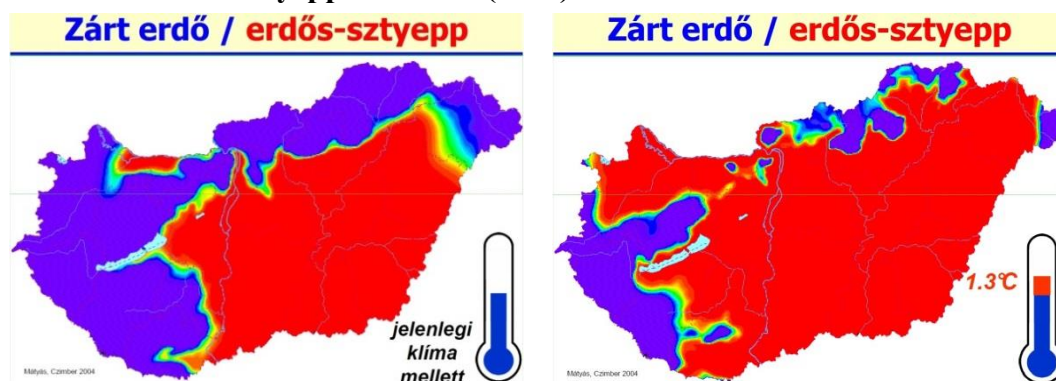 Zárt erdő / erdős-sztyepp
jelenlegi
klíma
mellett
Mátyás, Czimber 2004
Zárt erdő / erdős-sztyepp
1.3°C
Mátyás, Czimber 2004